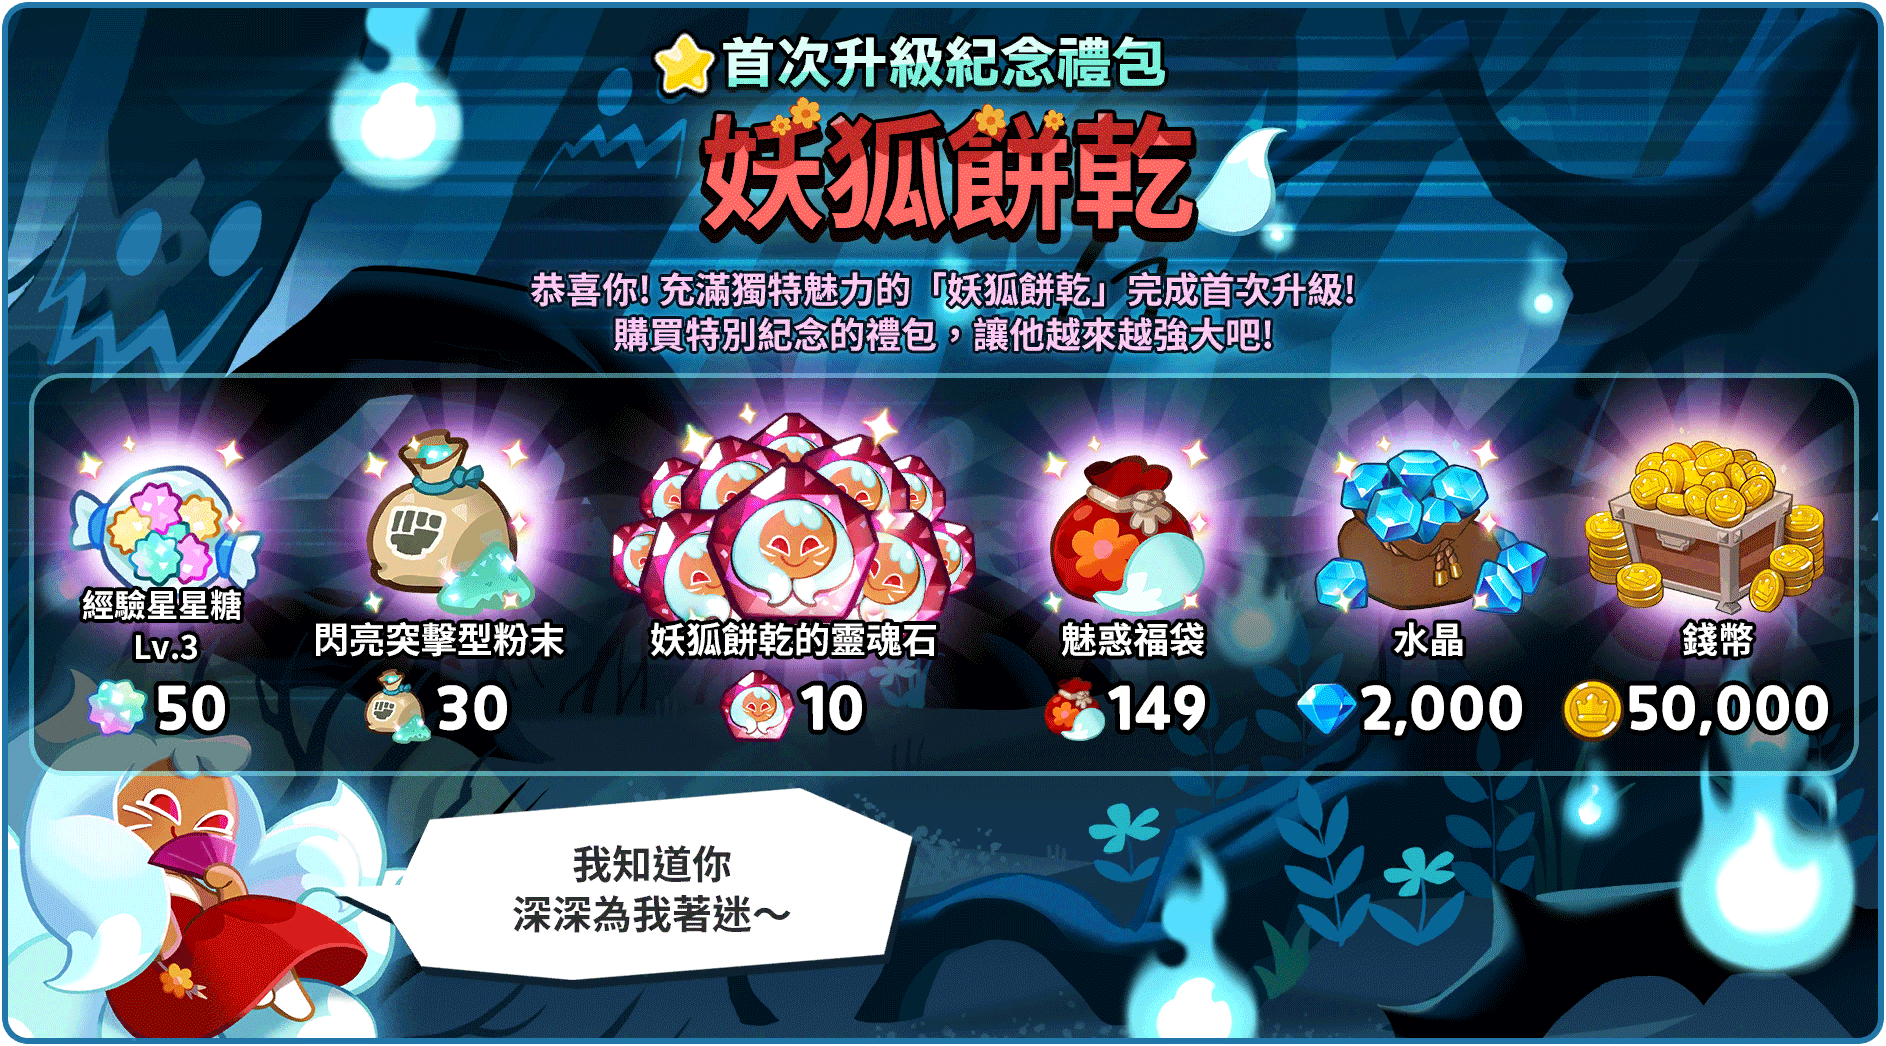 首次升級紀念禮包
妖狐餅乾
恭喜你! 充滿獨特魅力的「妖狐餅乾」完成首次升級!
購買特別紀念的禮包，讓他越來越強大吧!
經驗星星糖
Lv.3
50
閃亮突擊型粉末
30
妖狐餅乾的靈魂石
10
魅惑福袋
149
水晶
2,000
錢幣
50,000
我知道你
深深為我著迷～